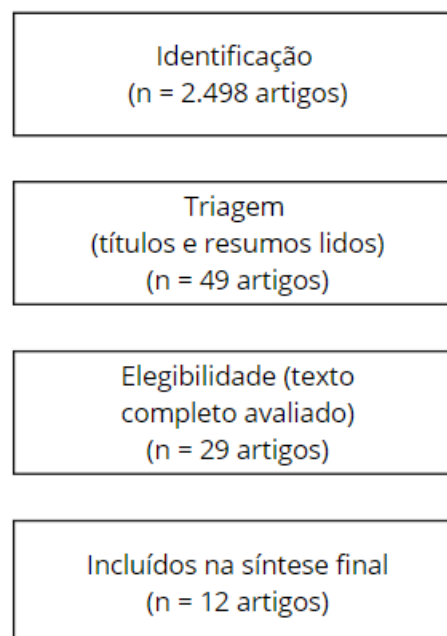 Identificação
(n = 2.498 artigos)
Triagem
(títulos e resumos lidos)
(n = 49 artigos)
Elegibilidade (texto
completo avaliado)
(n = 29 artigos)
Incluídos na síntese final
(n = 12 artigos)